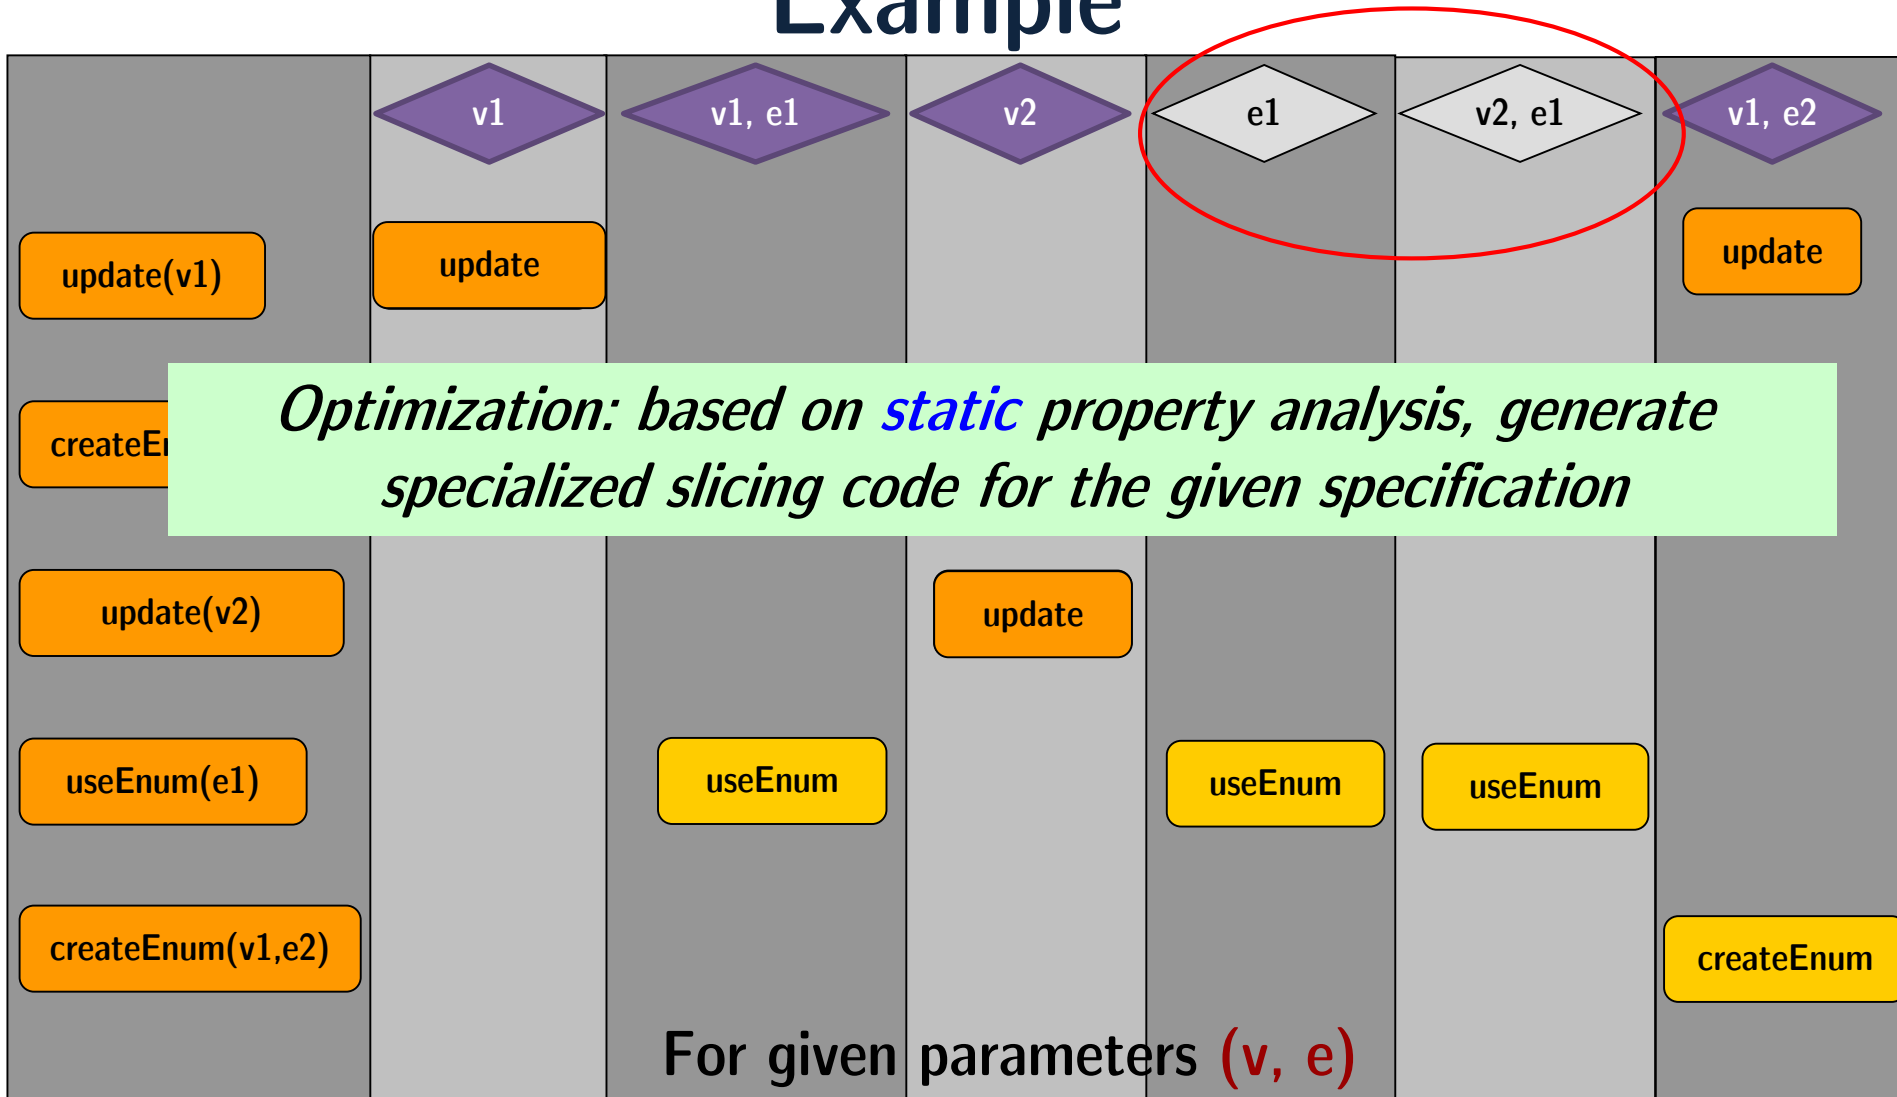 Example
v1
v1, e1
v2
e1
v2, e1
v1, e2
update(v1)
update
update
Optimization: based on static property analysis, generate
specialized slicing code for the given specification
update(v2)
update
useEnum(e1)
useEnum
useEnum
useEnum
createEnum(v1,e2)
createEnum
For given parameters (v, e)